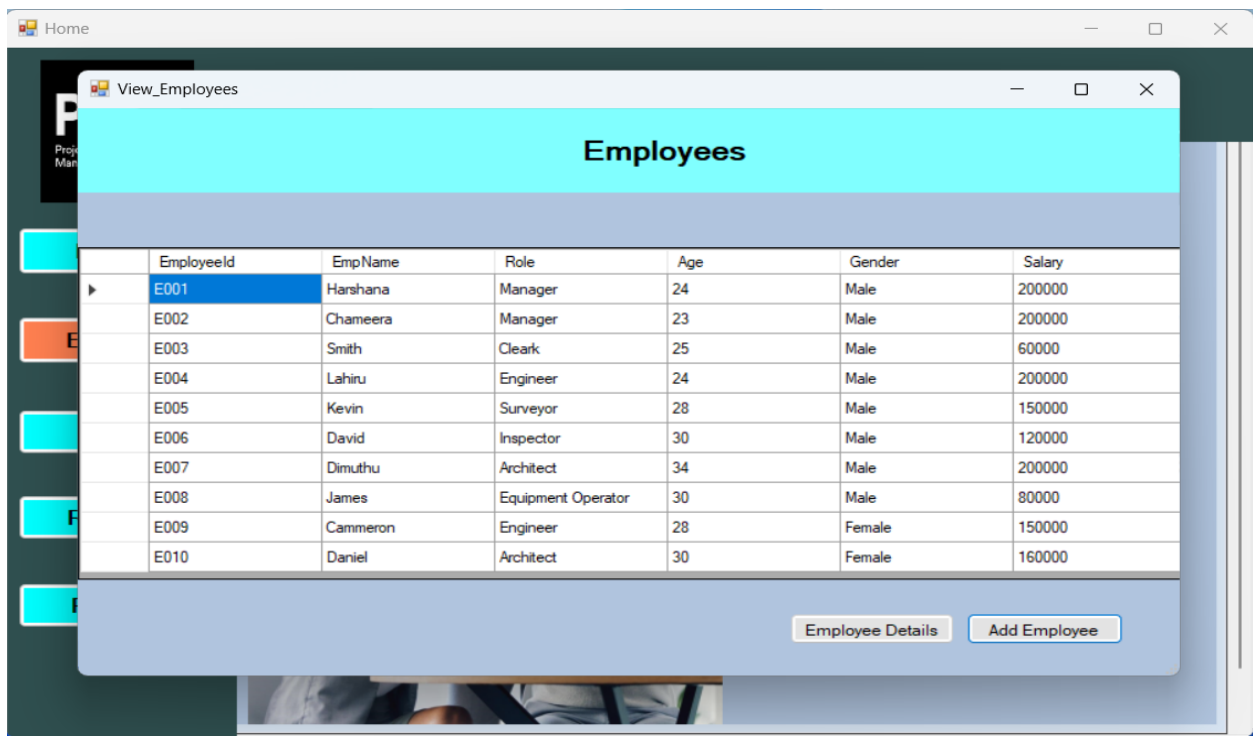 Home
View_Employees
Employees
EmployeeId EmpName Role Age Gender Salary
E001 Harshana Manager 24 Male 200000
E002 Chameera Manager 23 Male 200000
E003 Smith Cleark 25 Male 60000
E004 Lahiru Engineer 24 Male 200000
E005 Kevin Surveyor 28 Male 150000
E006 David Inspector 30 Male 120000
E007 Dimuthu Architect 34 Male 200000
E008 James Equipment Operator 30 Male 80000
E009 Cammeron Engineer 28 Female 150000
E010 Daniel Architect 30 Female 160000
Employee Details Add Employee